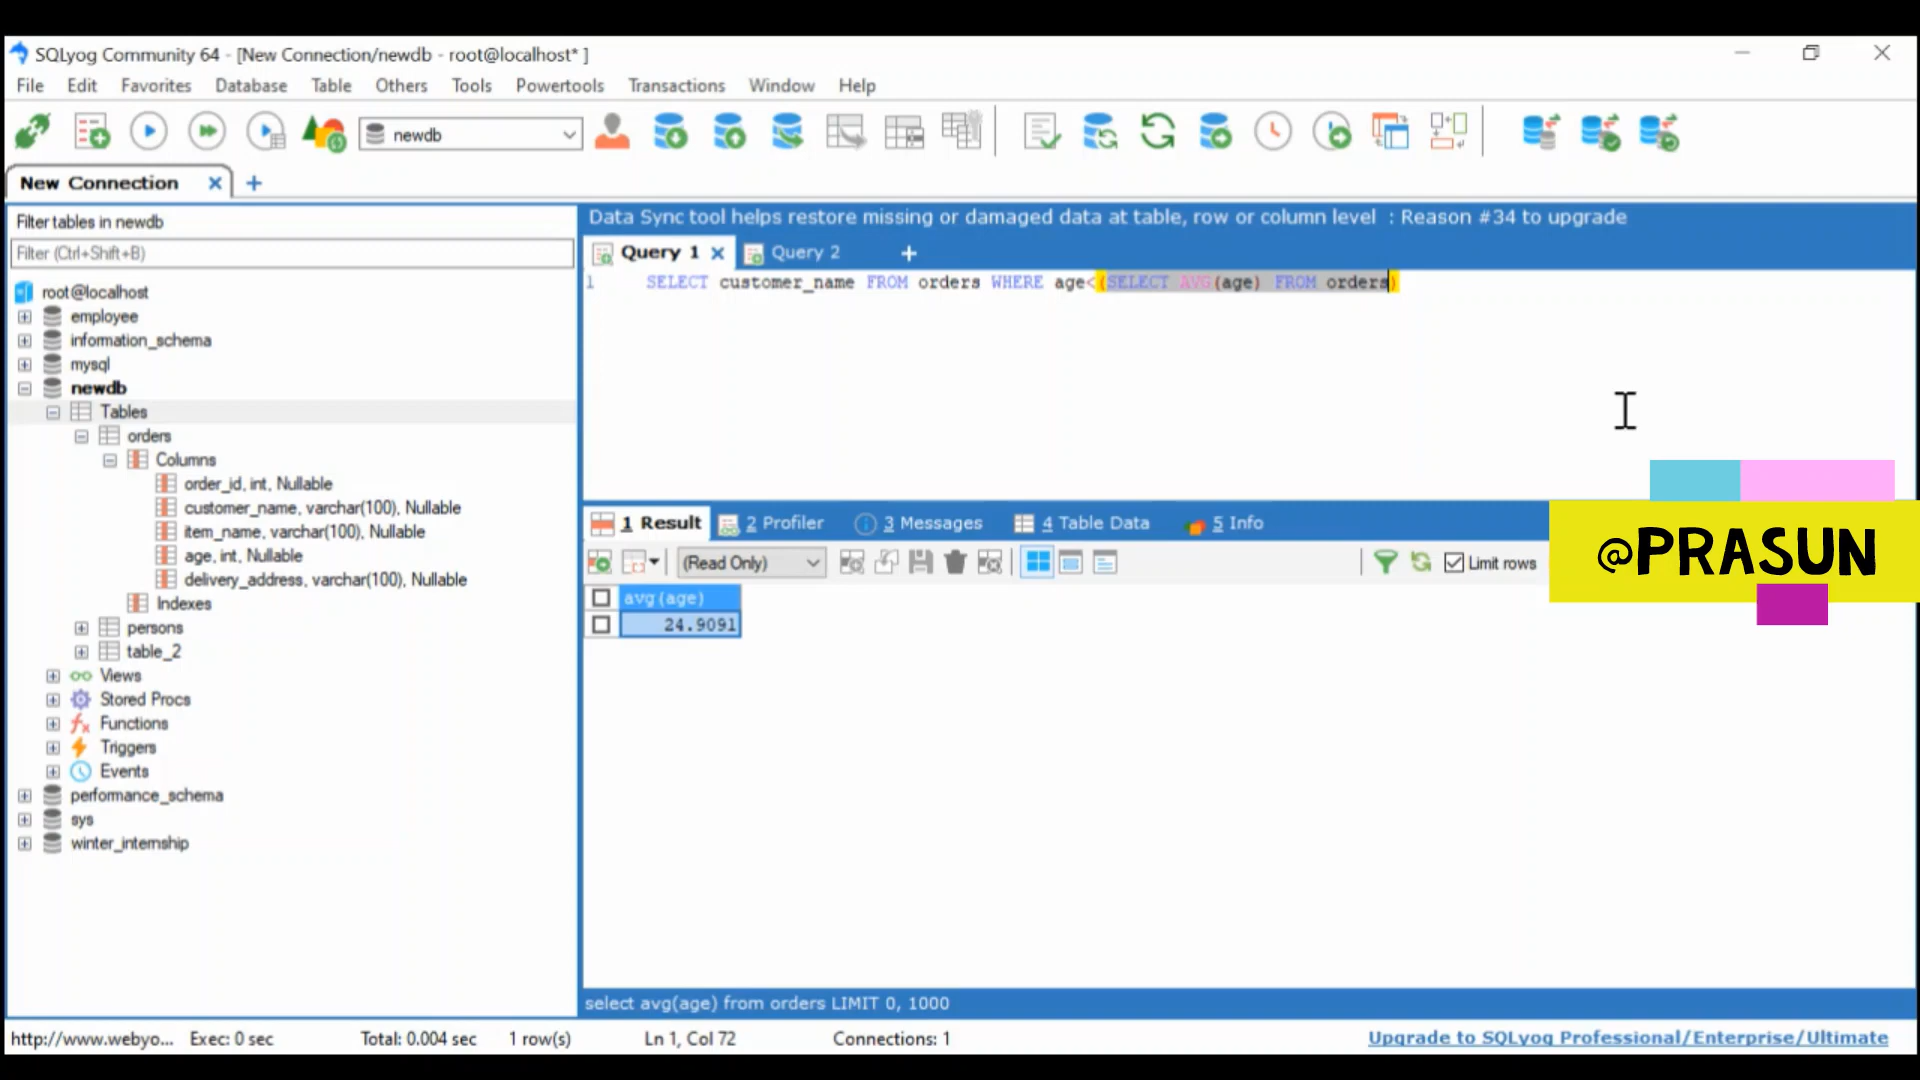 SQLyog Community 64 - [New Connection/newdb - root@localhost* ]
File Edit Favorites Database Table Others Tools Powertools Transactions Window Help
newdb
New Connection
Filter tables in newdb
Filter (Ctrl+Shift+B)
root@localhost
employee
information_schema
mysql
newdb
Tables
orders
Columns
order_id, int, Nullable
customer_name, varchar(100), Nullable
item_name, varchar(100), Nullable
age, int, Nullable
delivery_address, varchar(100), Nullable
Indexes
persons
table_2
Views
Stored Procs
Functions
Triggers
Events
performance_schema
sys
winter_internship
Data Sync tool helps restore missing or damaged data at table, row or column level : Reason #34 to upgrade
Query 1 Query 2
1 SELECT customer_name FROM orders WHERE age<(SELECT AVG(age) FROM orders)
1 Result 2 Profiler 3 Messages 4 Table Data 5 Info
(Read Only) Limit rows
@PRASUN
avg(age)
24.9091
select avg(age) from orders LIMIT 0, 1000
http://www.webyo... Exec: 0 sec Total: 0.004 sec 1 row(s) Ln 1, Col 72 Connections: 1 Upgrade to SQLyog Professional/Enterprise/Ultimate